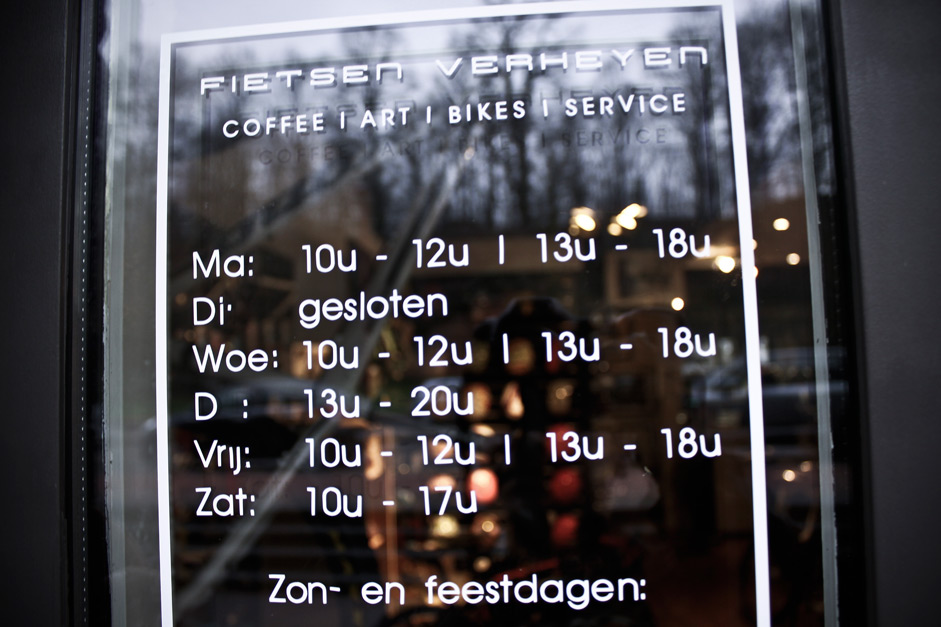 FIETSEN VERHEYEN
COFFEE | ART | BIKES | SERVICE
Ma: 10u - 12u | 13u - 18u
Di· gesloten
Woe: 10u - 12u | 13u - 18u
D : 13u - 20u
Vrij: 10u - 12u | 13u - 18u
Zat: 10u - 17u
Zon- en feestdagen: